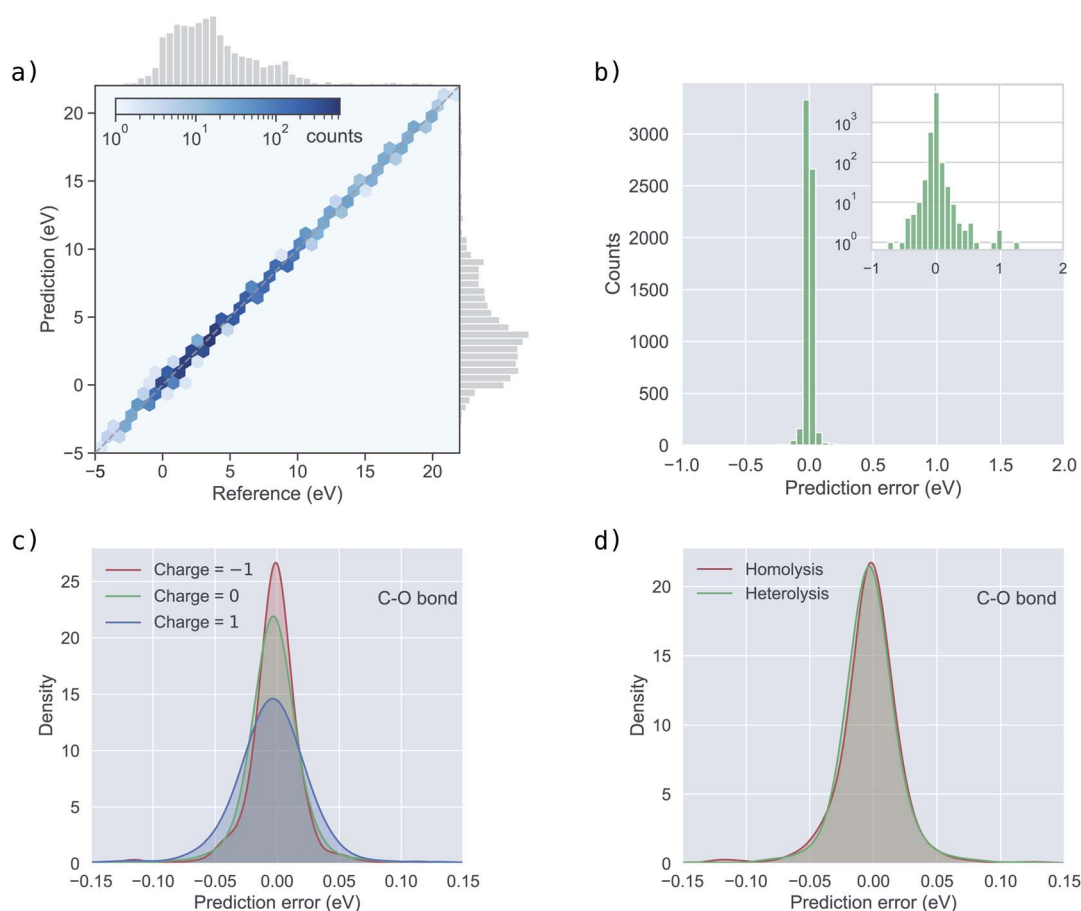 a)
20
15
10
5
0
−5
Prediction (eV)
10⁰ 10¹ 10² counts
−5 0 5 10 15 20
Reference (eV)
b)
3000
2500
2000
1500
1000
500
0
Counts
10³
10²
10¹
10⁰
−1 0 1 2
−1.0 −0.5 0.0 0.5 1.0 1.5 2.0
Prediction error (eV)
c)
Charge = −1
Charge = 0
Charge = 1
C-O bond
25
20
15
10
5
0
Density
−0.15 −0.10 −0.05 0.00 0.05 0.10 0.15
Prediction error (eV)
d)
Homolysis
Heterolysis
C-O bond
20
15
10
5
0
Density
−0.15 −0.10 −0.05 0.00 0.05 0.10 0.15
Prediction error (eV)